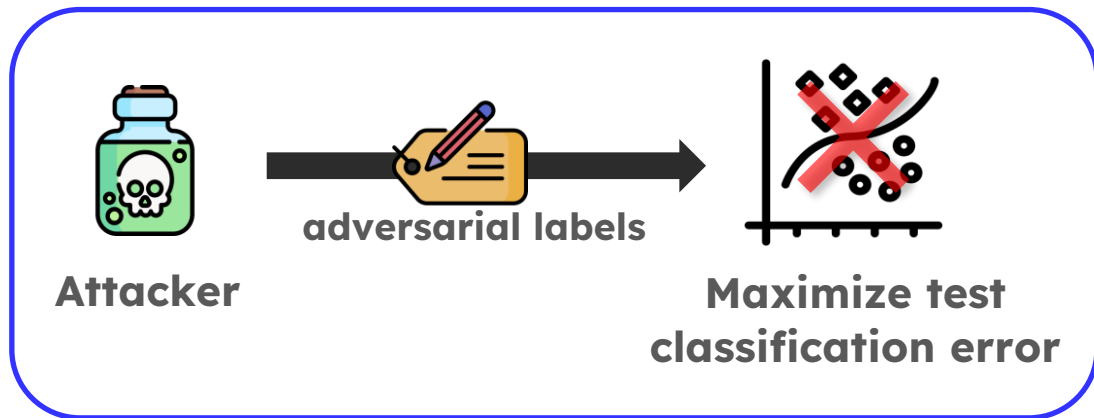 adversarial labels
Attacker
Maximize test
classification error